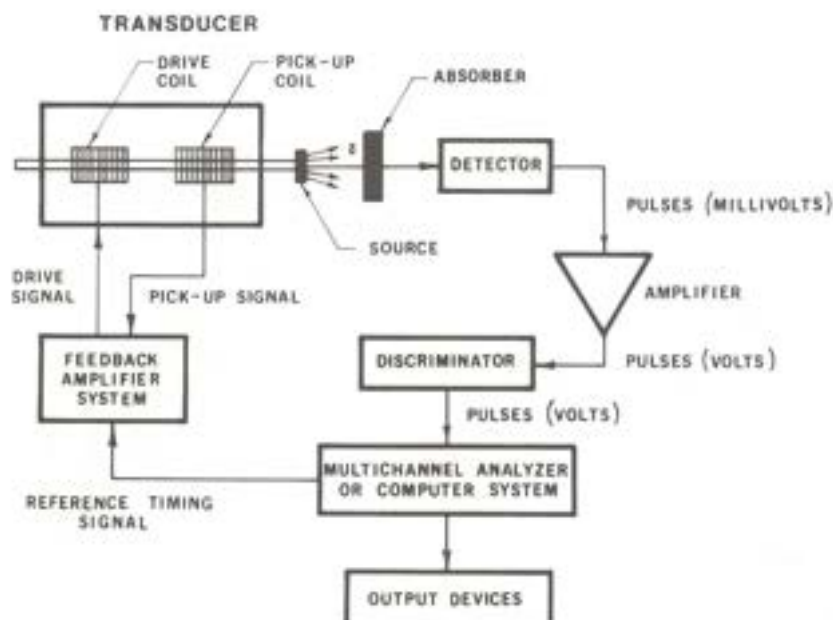 TRANSDUCER
DRIVE
COIL
PICK-UP
COIL
ABSORBER
DETECTOR
SOURCE
PULSES (MILLIVOLTS)
DRIVE
SIGNAL
PICK-UP SIGNAL
AMPLIFIER
FEEDBACK
AMPLIFIER
SYSTEM
DISCRIMINATOR
PULSES (VOLTS)
PULSES (VOLTS)
MULTICHANNEL ANALYZER
OR COMPUTER SYSTEM
REFERENCE TIMING
SIGNAL
OUTPUT DEVICES